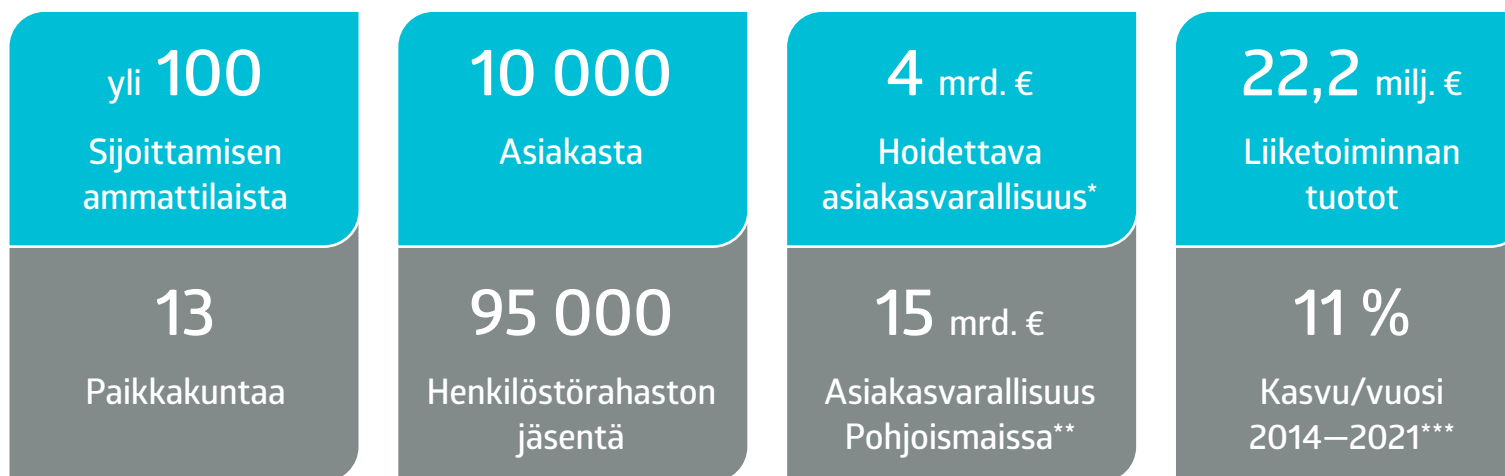 yli 100
Sijoittamisen
ammattilaista
13
Paikkakuntaa
10 000
Asiakasta
95 000
Henkilöstörahaston
jäsentä
4 mrd. €
Hoidettava
asiakasvarallisuus*
15 mrd. €
Asiakasvarallisuus
Pohjoismaissa**
22,2 milj. €
Liiketoiminnan
tuotot
11 %
Kasvu/vuosi
2014—2021***